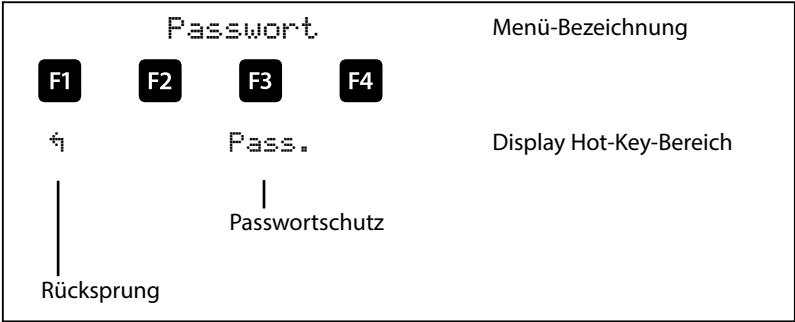 Passwort Menü-Bezeichnung
F1 F2 F3 F4
Pass. Display Hot-Key-Bereich
Passwortschutz
Rücksprung